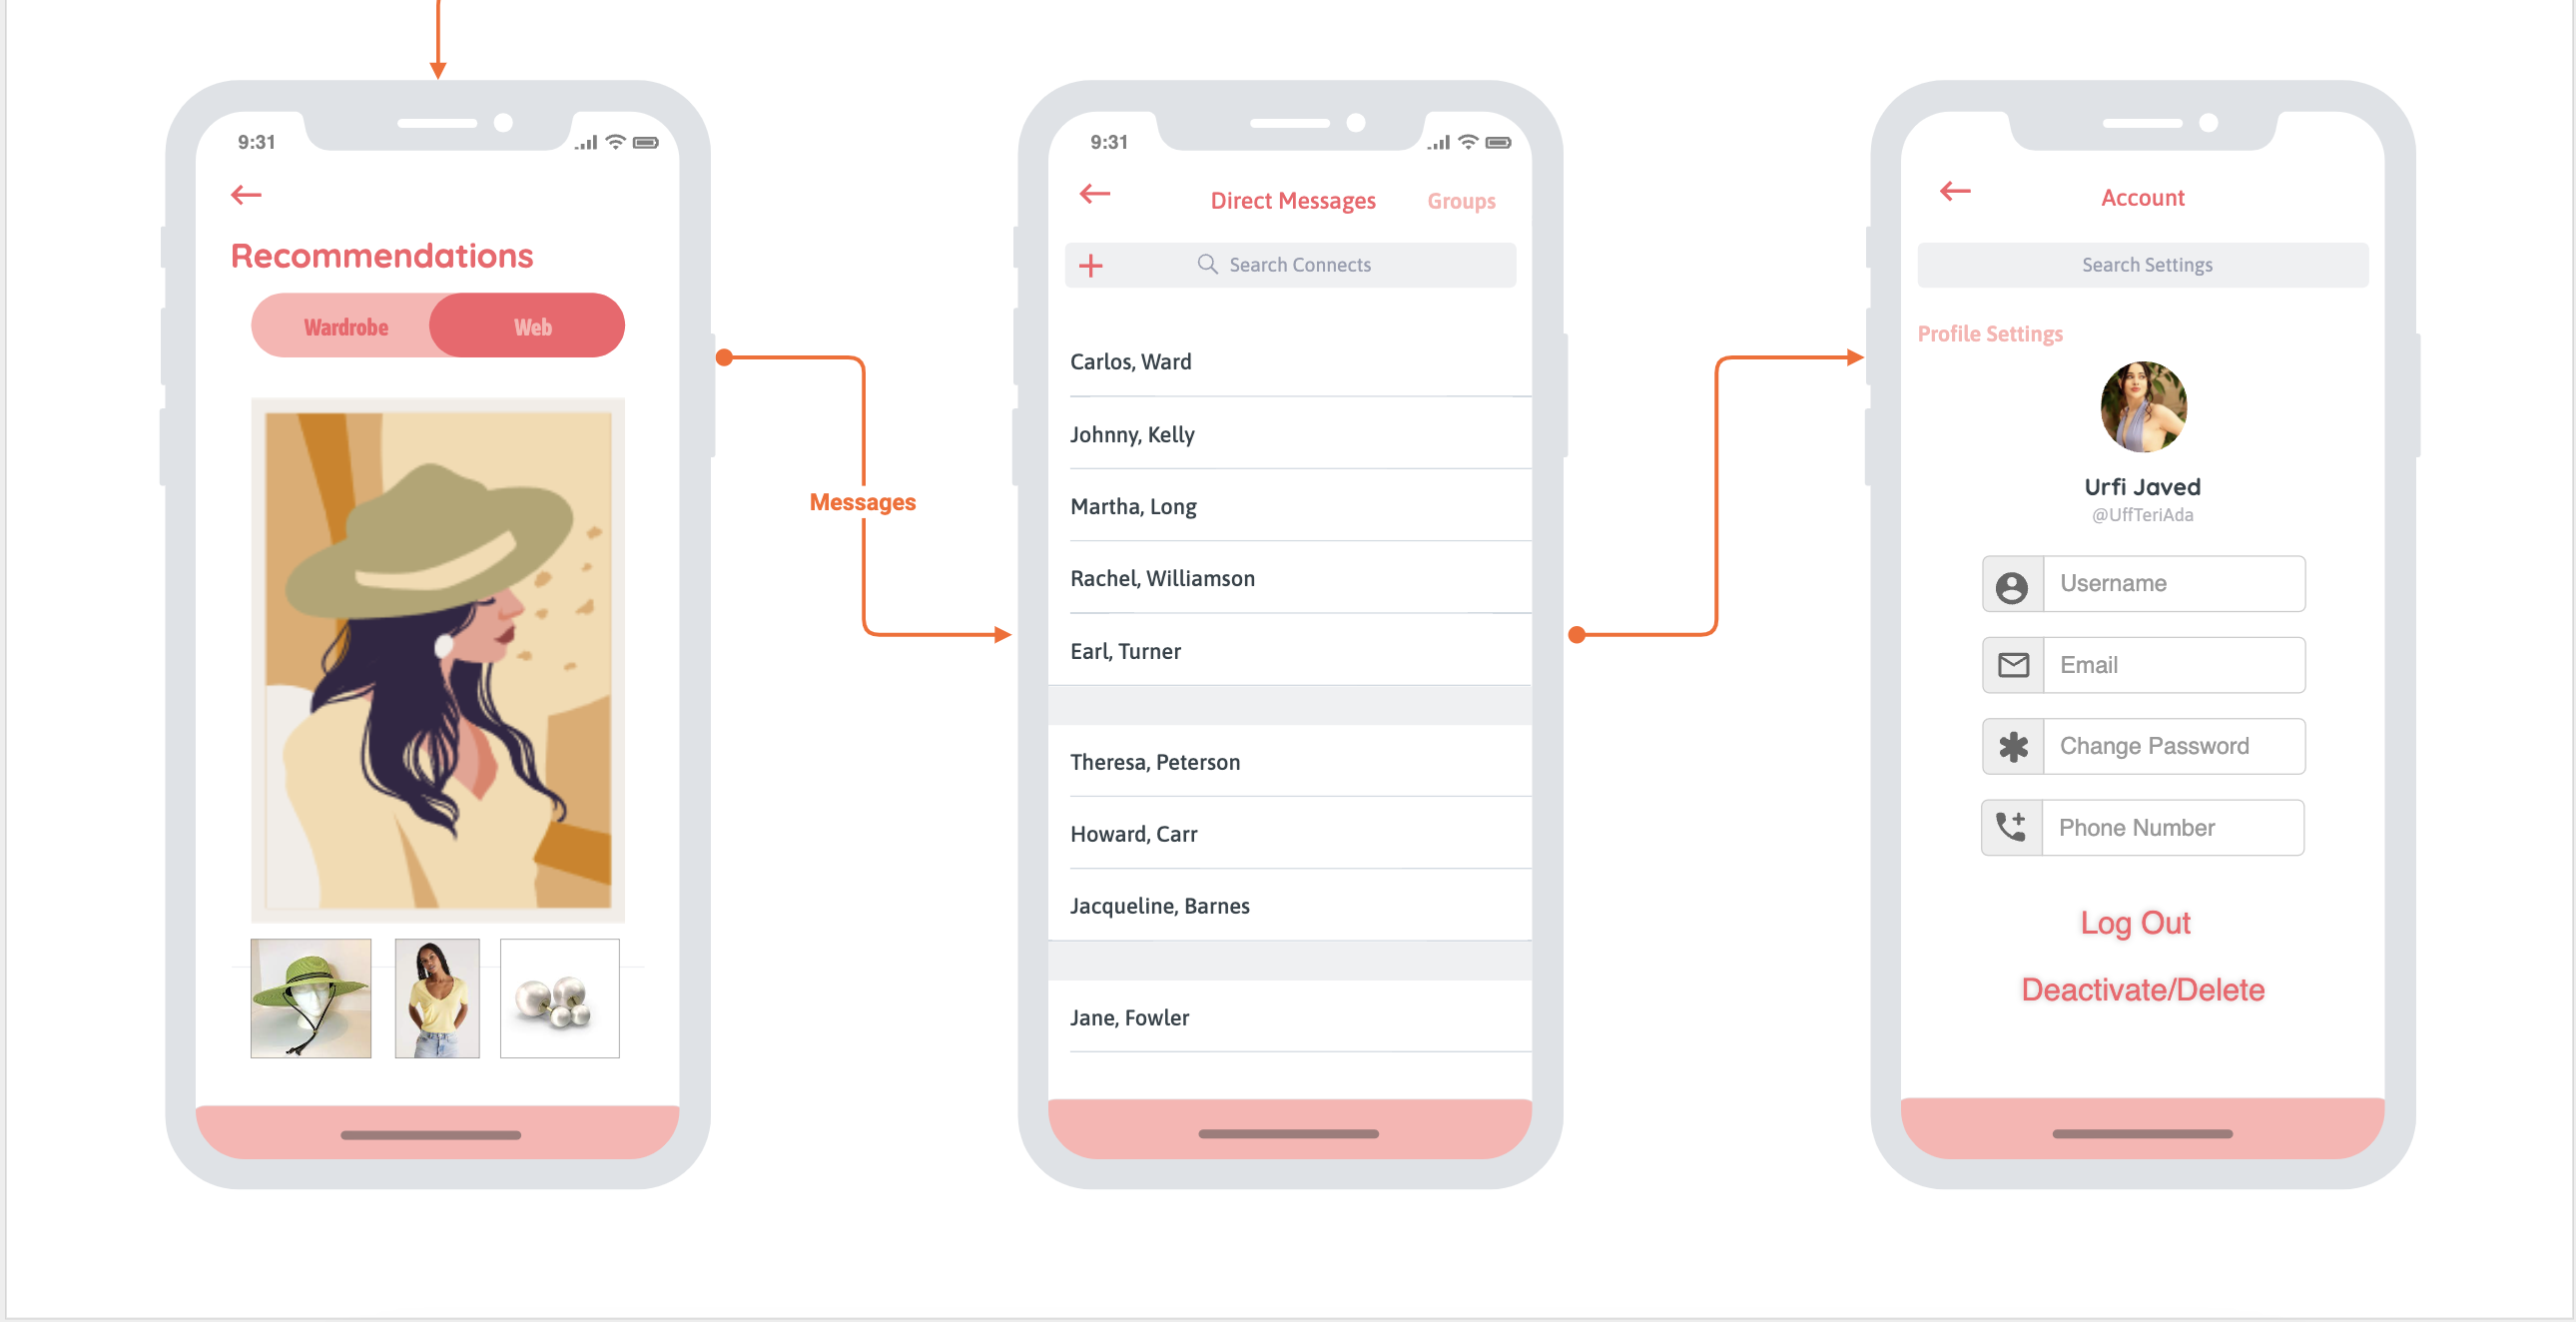 9:31
Recommendations
Wardrobe
Web
Messages
9:31
Direct Messages
Groups
+
Search Connects
Carlos, Ward
Johnny, Kelly
Martha, Long
Rachel, Williamson
Earl, Turner
Theresa, Peterson
Howard, Carr
Jacqueline, Barnes
Jane, Fowler
Account
Search Settings
Profile Settings
Urfi Javed
@UffTeriAda
Username
Email
Change Password
Phone Number
Log Out
Deactivate/Delete